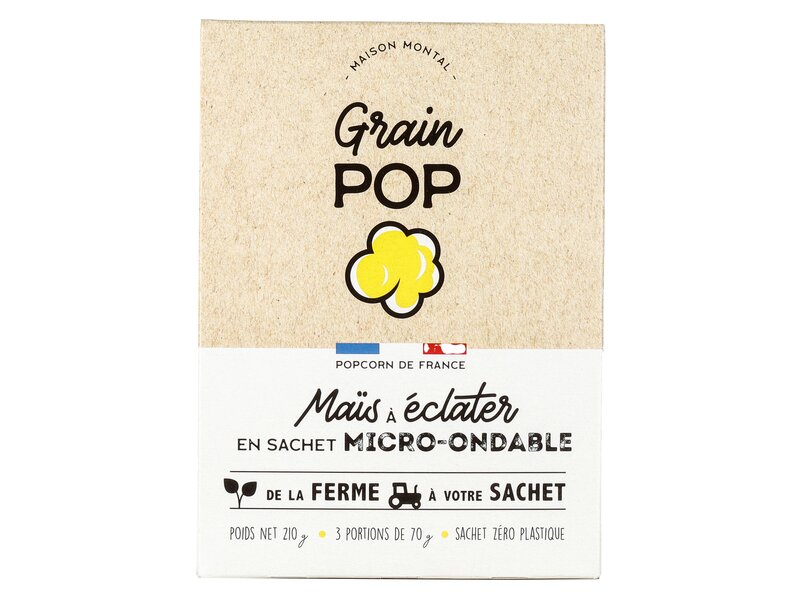 - MAISON MONTAL -
Grain
POP
POPCORN DE FRANCE
Maïs À éclater
EN SACHET MICRO-ONDABLE
DE LA FERME À VOTRE SACHET
POIDS NET 210 g • 3 PORTIONS DE 70 g • SACHET ZÉRO PLASTIQUE